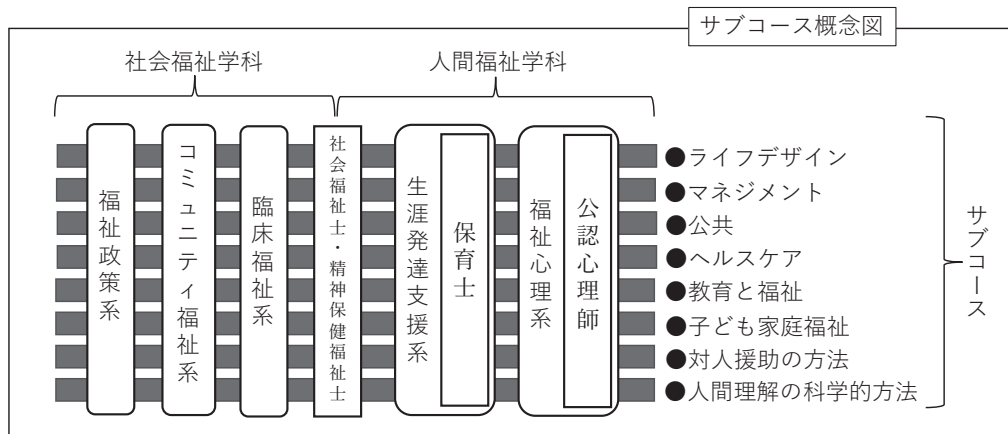 サブコース概念図
社会福祉学科
人間福祉学科
福祉政策系
コミュニティ福祉系
臨床福祉系
社会福祉士・精神保健福祉士
生涯発達支援系
保育士
福祉心理系
公認心理師
●ライフデザイン
●マネジメント
●公共
●ヘルスケア
●教育と福祉
●子ども家庭福祉
●対人援助の方法
●人間理解の科学的方法
サブコース